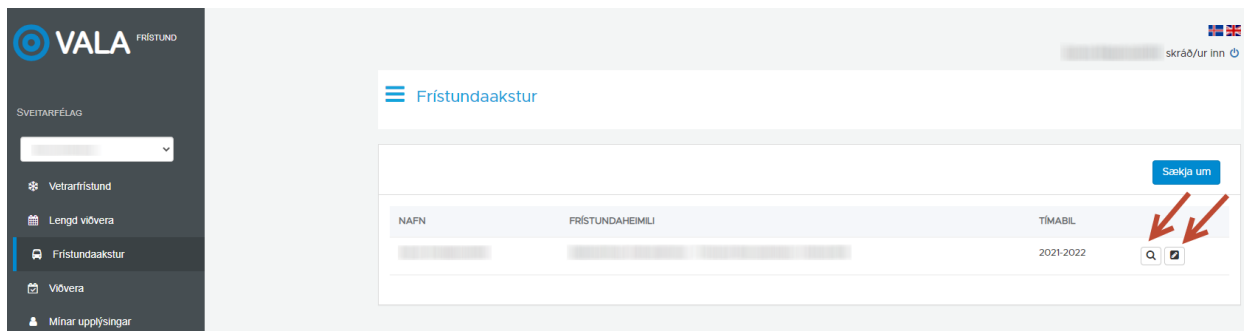 VALA FRÍSTUND
skráð/ur inn
SVEITARFÉLAG
Vetrarfrístund
Lengd viðvera
Frístundaakstur
Viðvera
Mínar upplýsingar
Frístundaakstur
Sækja um
NAFN FRÍSTUNDAHEIMILI TÍMABIL
2021-2022